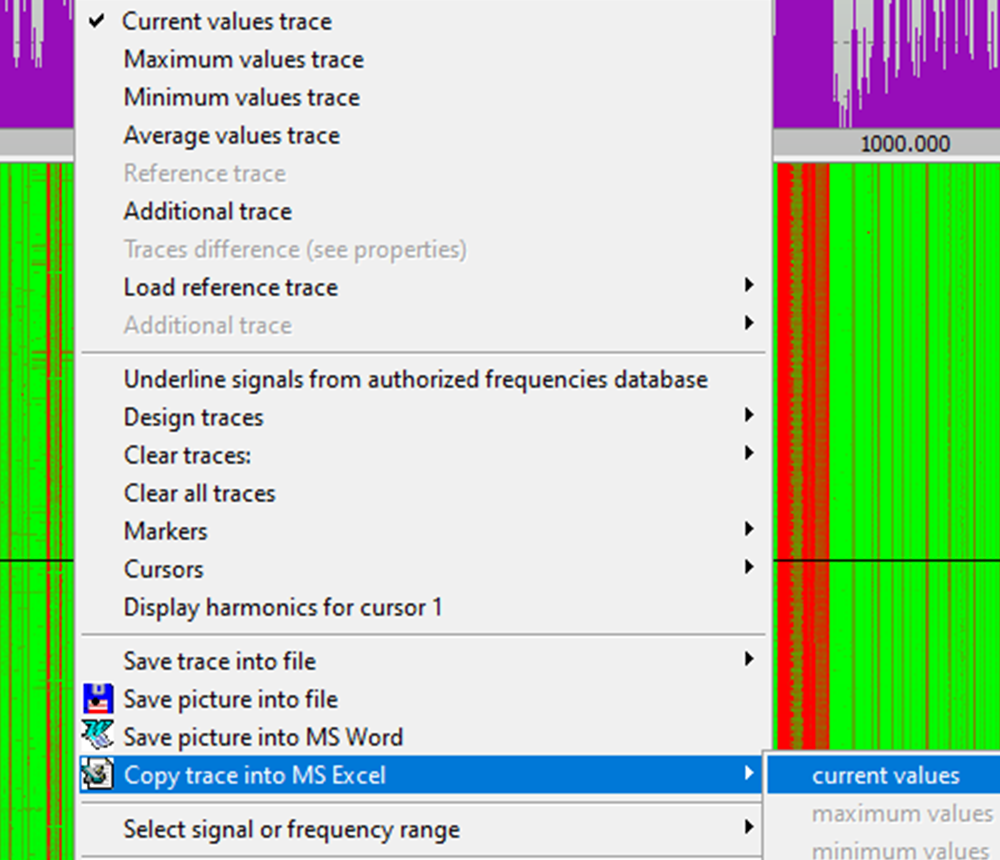 Current values trace
Maximum values trace
Minimum values trace
Average values trace
1000.000
Reference trace
Additional trace
Traces difference (see properties)
Load reference trace
Additional trace
Underline signals from authorized frequencies database
Design traces
Clear traces:
Clear all traces
Markers
Cursors
Display harmonics for cursor 1
Save trace into file
Save picture into file
Save picture into MS Word
Copy trace into MS Excel
current values
maximum values
Select signal or frequency range
minimum values